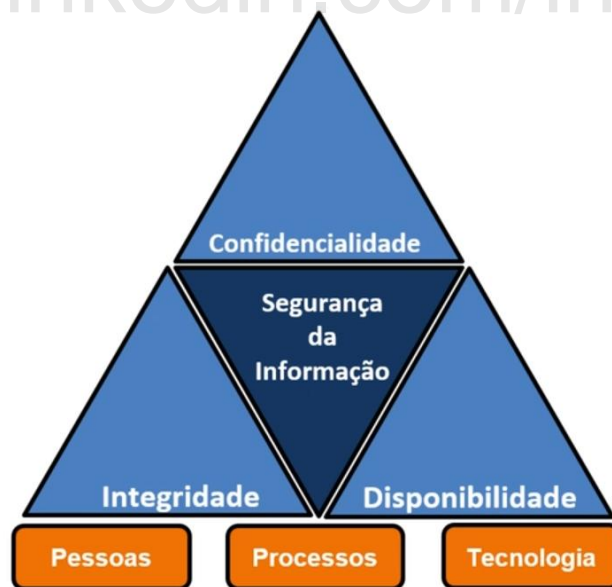 Confidencialidade
Segurança
da
Informação
Integridade
Disponibilidade
Pessoas
Processos
Tecnologia